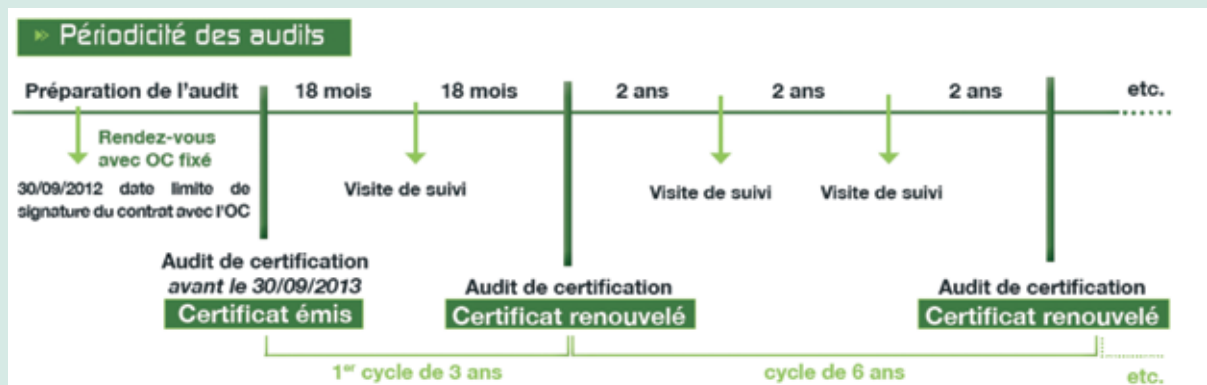 » Périodicité des audits
Préparation de l'audit
18 mois
18 mois
2 ans
2 ans
2 ans
etc.
Rendez-vous
avec OC fixé
30/09/2012 date limite de
signature du contrat avec l'OC
Visite de suivi
Visite de suivi
Visite de suivi
Audit de certification
avant le 30/09/2013
Certificat émis
Audit de certification
Certificat renouvelé
Audit de certification
Certificat renouvelé
1er cycle de 3 ans
cycle de 6 ans
etc.